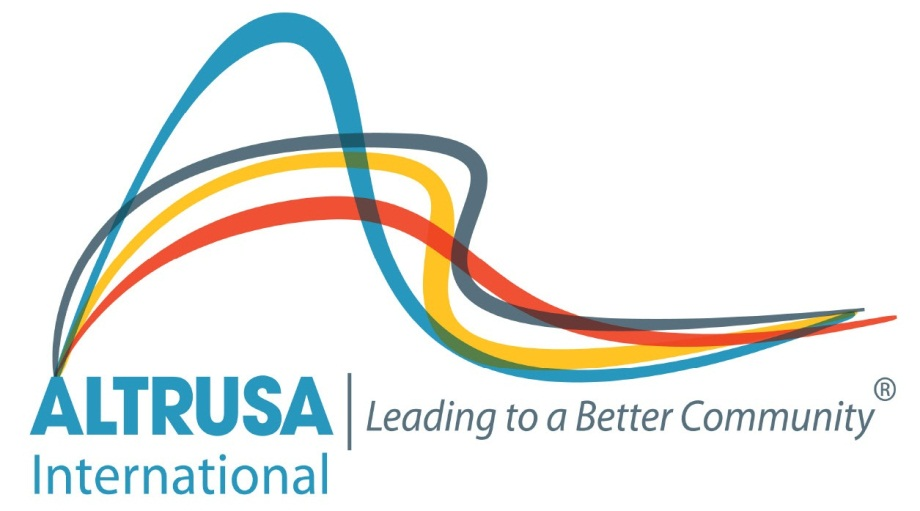 ALTRUSA
International
Leading to a Better Community®